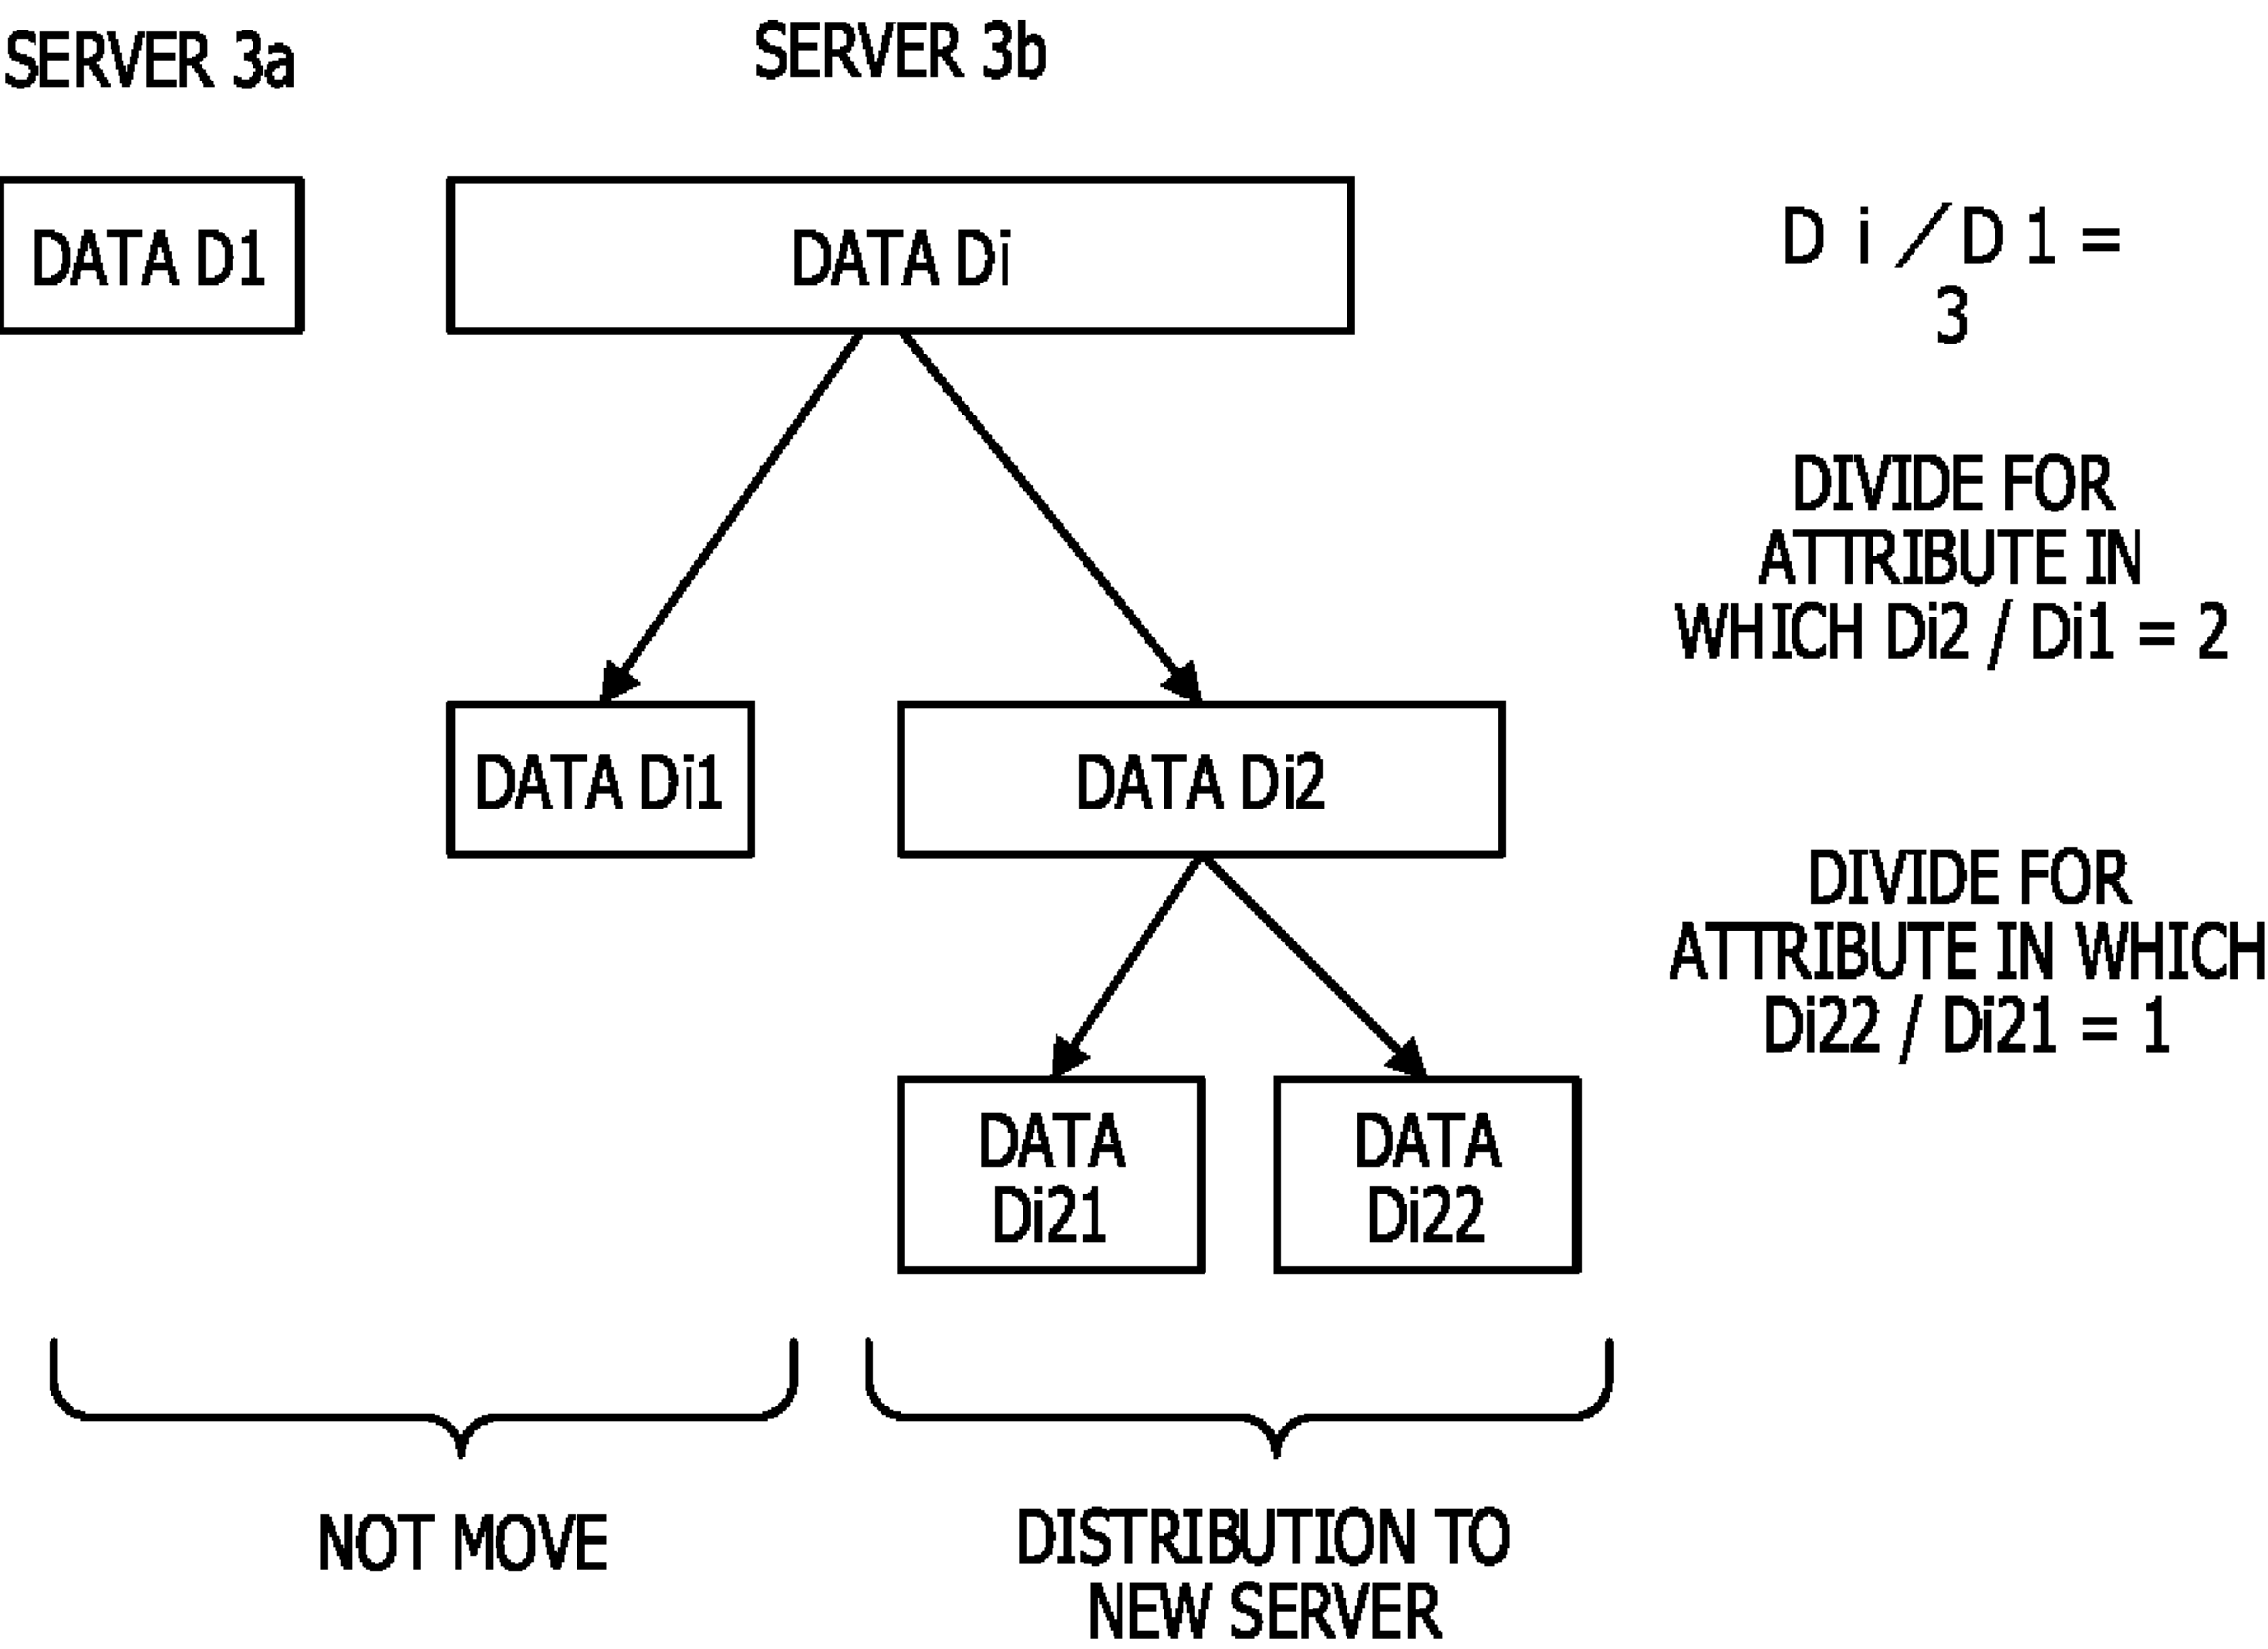 SERVER 3a
SERVER 3b
DATA D1
DATA Di
D i ／D 1 =
3
DIVIDE FOR
ATTRIBUTE IN
WHICH Di2 / Di1 = 2
DATA Di1
DATA Di2
DIVIDE FOR
ATTRIBUTE IN WHICH
Di22 / Di21 = 1
DATA
Di21
DATA
Di22
NOT MOVE
DISTRIBUTION TO
NEW SERVER